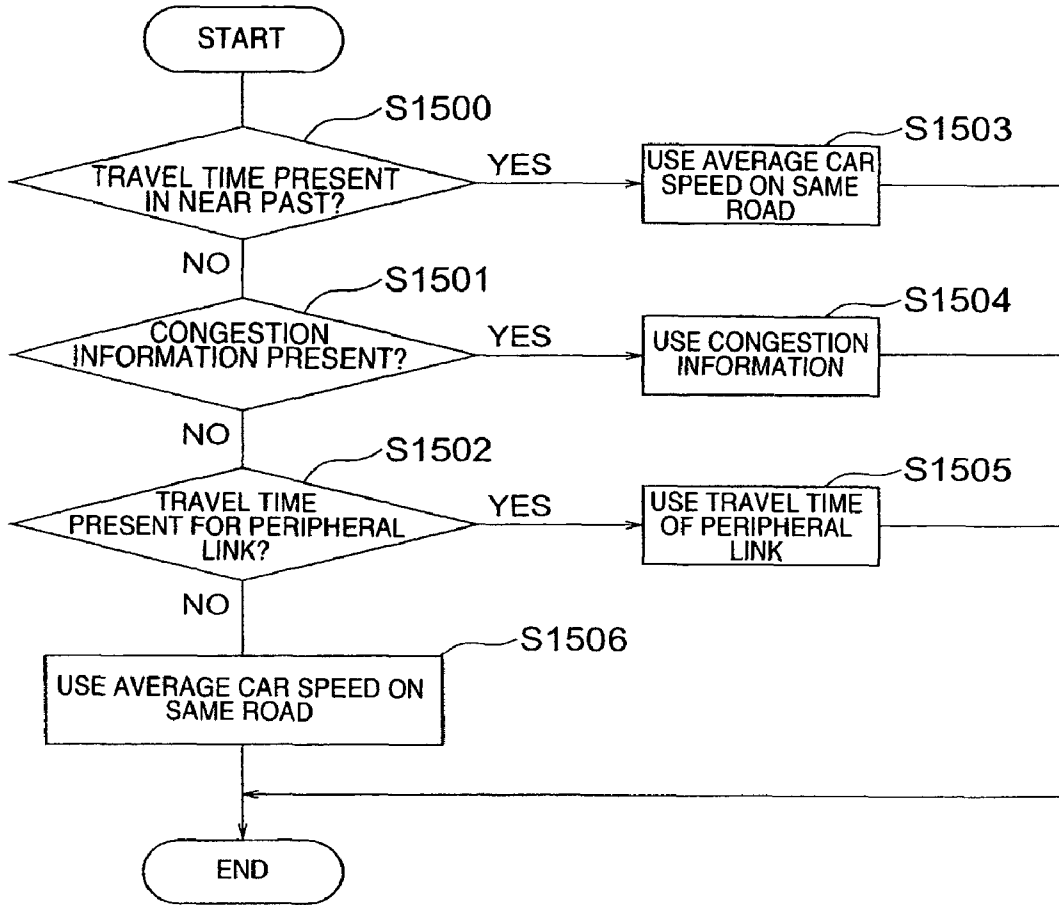 START
S1500
TRAVEL TIME PRESENT
IN NEAR PAST?
YES
S1503
USE AVERAGE CAR
SPEED ON SAME
ROAD
NO
S1501
CONGESTION
INFORMATION PRESENT?
YES
S1504
USE CONGESTION
INFORMATION
NO
S1502
TRAVEL TIME
PRESENT FOR PERIPHERAL
LINK?
YES
S1505
USE TRAVEL TIME
OF PERIPHERAL
LINK
NO
S1506
USE AVERAGE CAR SPEED ON
SAME ROAD
END